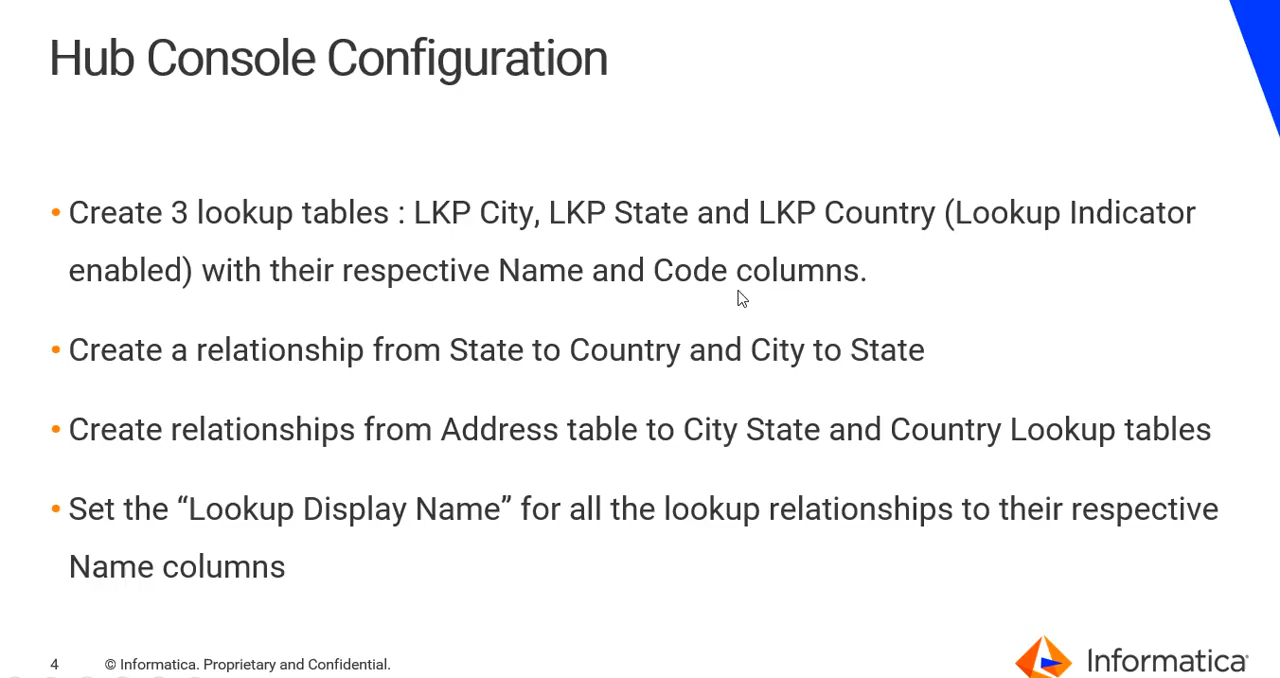 Hub Console Configuration
• Create 3 lookup tables : LKP City, LKP State and LKP Country (Lookup Indicator
enabled) with their respective Name and Code columns.
• Create a relationship from State to Country and City to State
• Create relationships from Address table to City State and Country Lookup tables
• Set the “Lookup Display Name” for all the lookup relationships to their respective
Name columns
4 © Informatica. Proprietary and Confidential.
Informatica